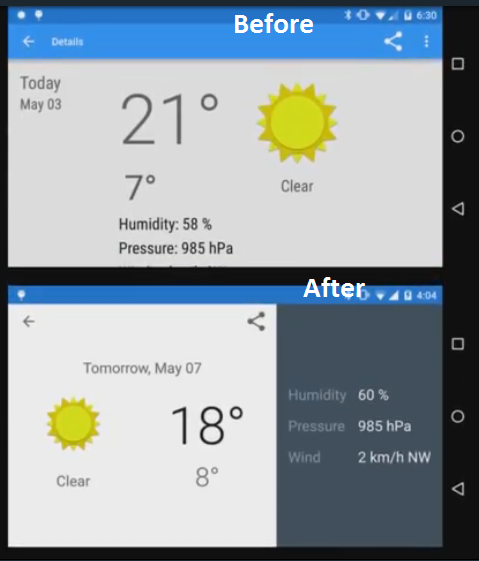 Before
6:30
Details
Today
May 03
21°
7°
Clear
Humidity: 58 %
Pressure: 985 hPa
After
4:04
Tomorrow, May 07
18°
8°
Clear
Humidity 60 %
Pressure 985 hPa
Wind 2 km/h NW